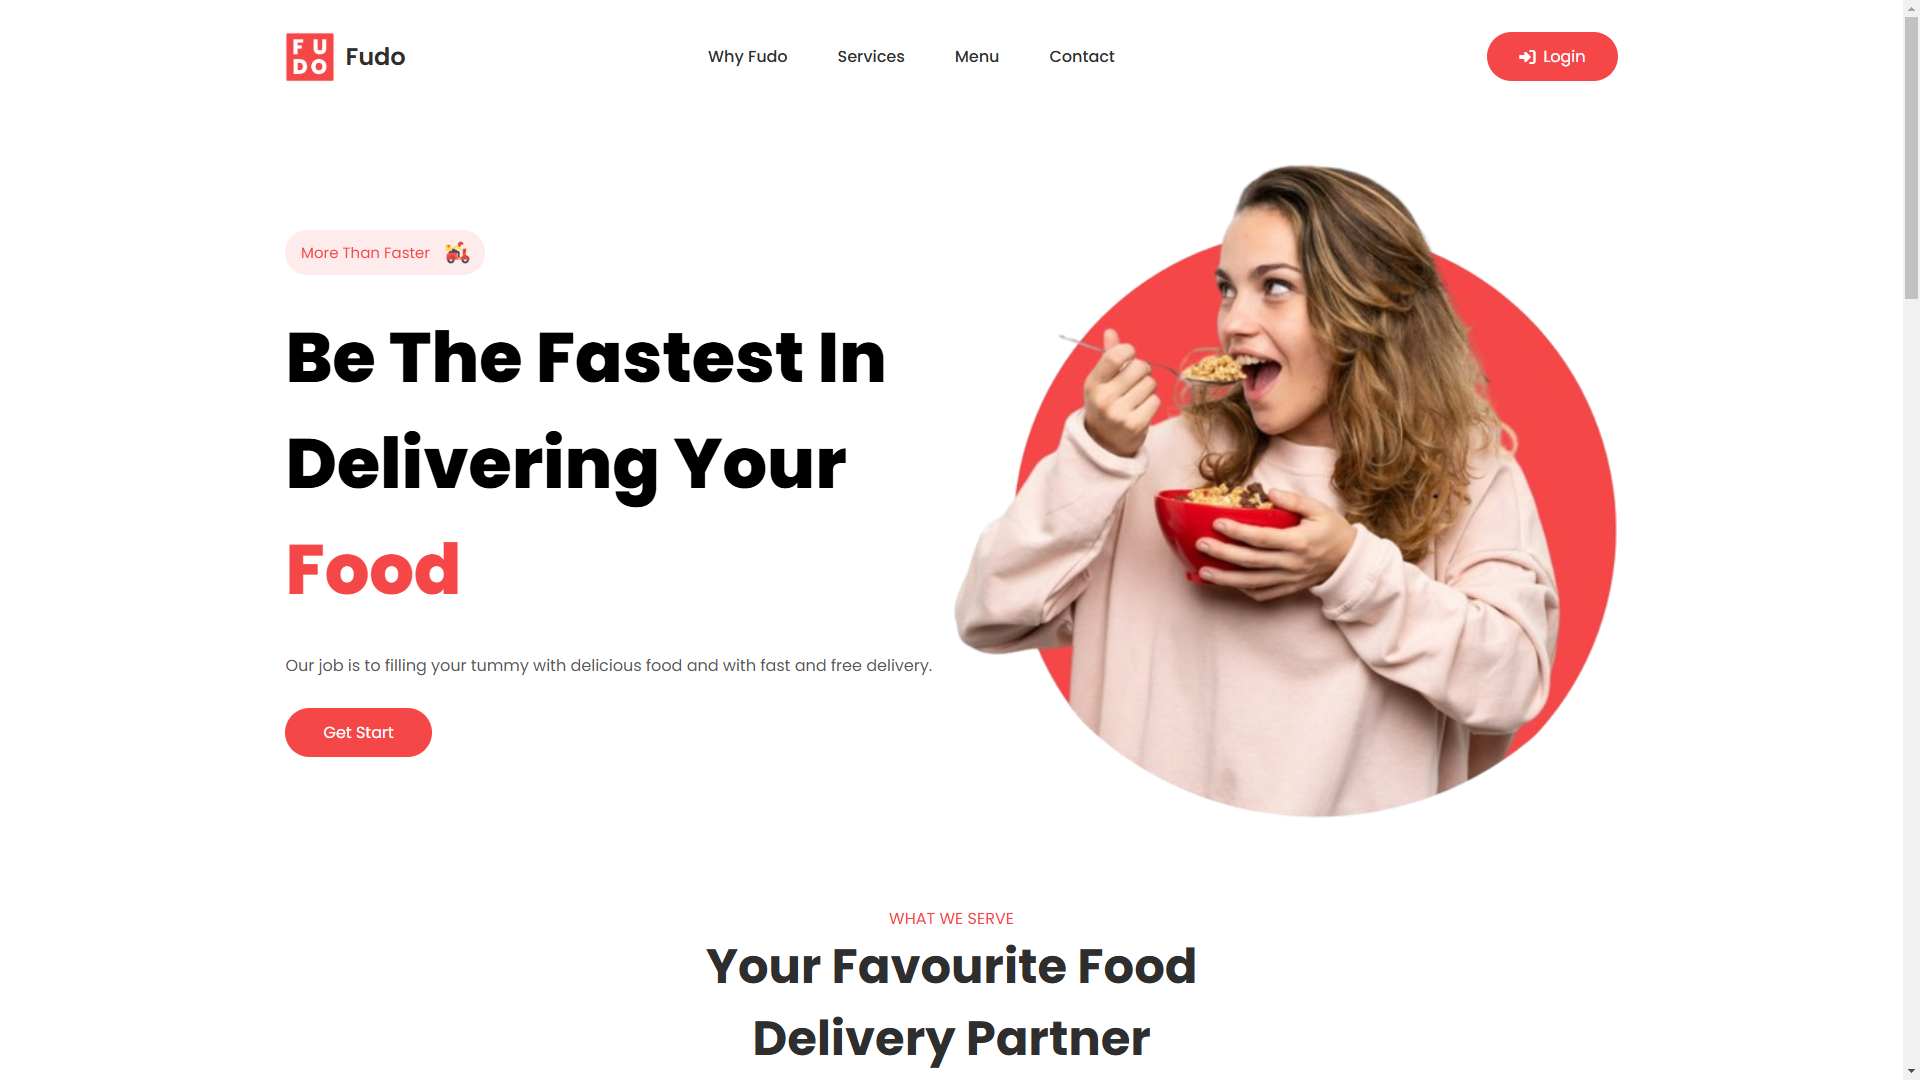 FU
DO
Fudo
Why Fudo
Services
Menu
Contact
Login
More Than Faster
Be The Fastest In
Delivering Your
Food
Our job is to filling your tummy with delicious food and with fast and free delivery.
Get Start
WHAT WE SERVE
Your Favourite Food
Delivery Partner